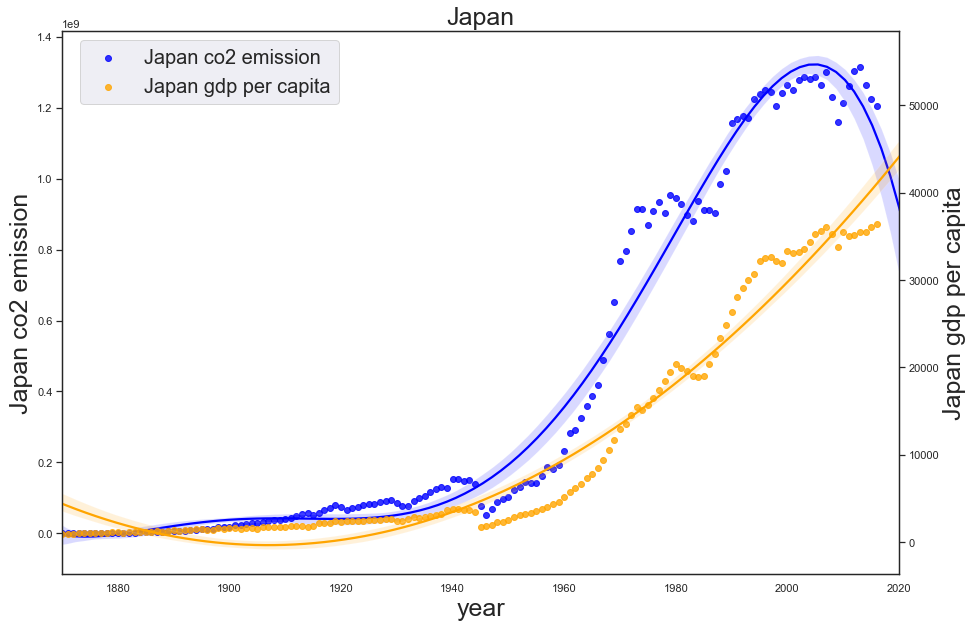 Japan
1e9
Japan co2 emission
Japan gdp per capita
1.4
1.2
1.0
0.8
0.6
0.4
0.2
0.0
Japan co2 emission
50000
40000
30000
20000
10000
0
Japan gdp per capita
1880 1900 1920 1940 1960 1980 2000 2020
year